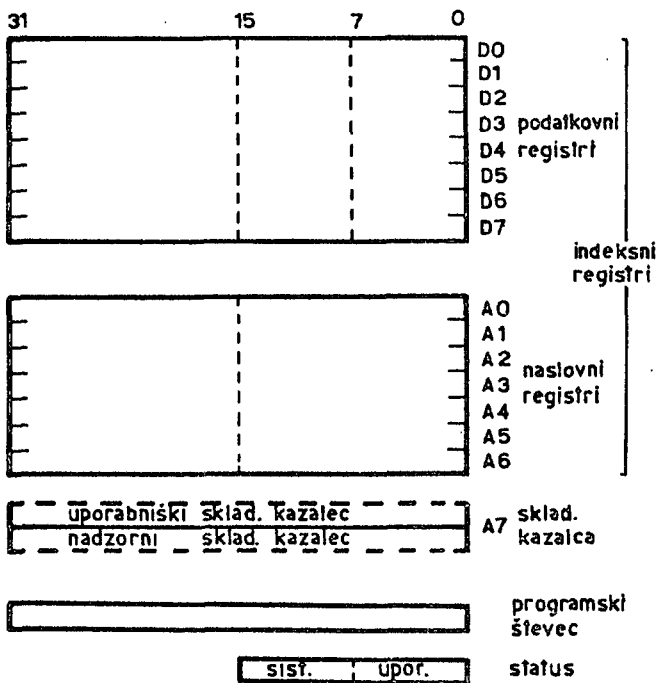 31 15 7 0
D0
D1
D2
D3
D4
D5
D6
D7
podatkovni
registri
indeksni
registri
A0
A1
A2
A3
A4
A5
A6
naslovni
registri
uporabniški sklad. kazalec
nadzorni sklad. kazalec
A7
sklad.
kazalca
programski
števec
sist. upor.
status